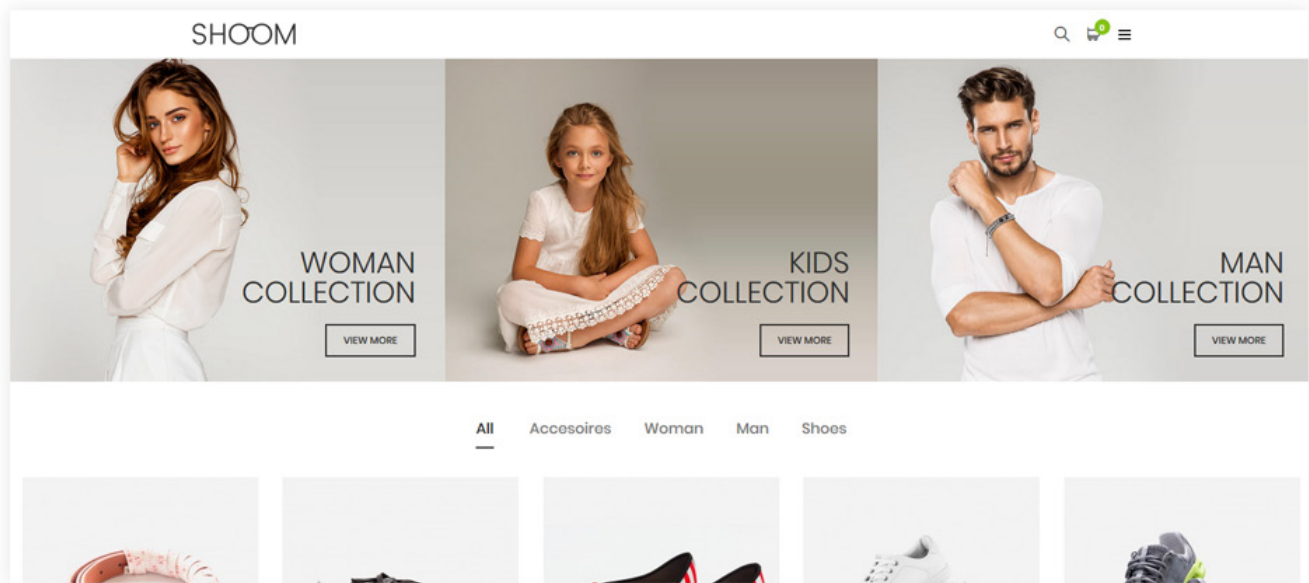 SHOOM
0
WOMAN
COLLECTION
VIEW MORE
KIDS
COLLECTION
VIEW MORE
MAN
COLLECTION
VIEW MORE
All Accesoires Woman Man Shoes